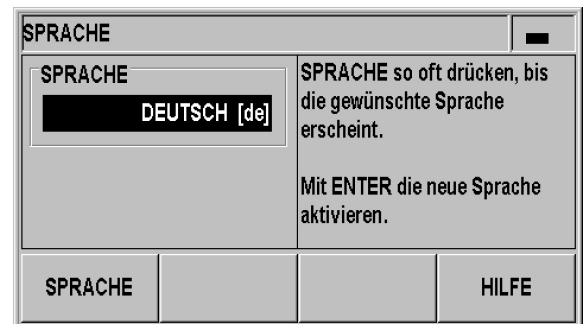 SPRACHE
SPRACHE
DEUTSCH [de]
SPRACHE so oft drücken, bis
die gewünschte Sprache
erscheint.
Mit ENTER die neue Sprache
aktivieren.
SPRACHE
HILFE